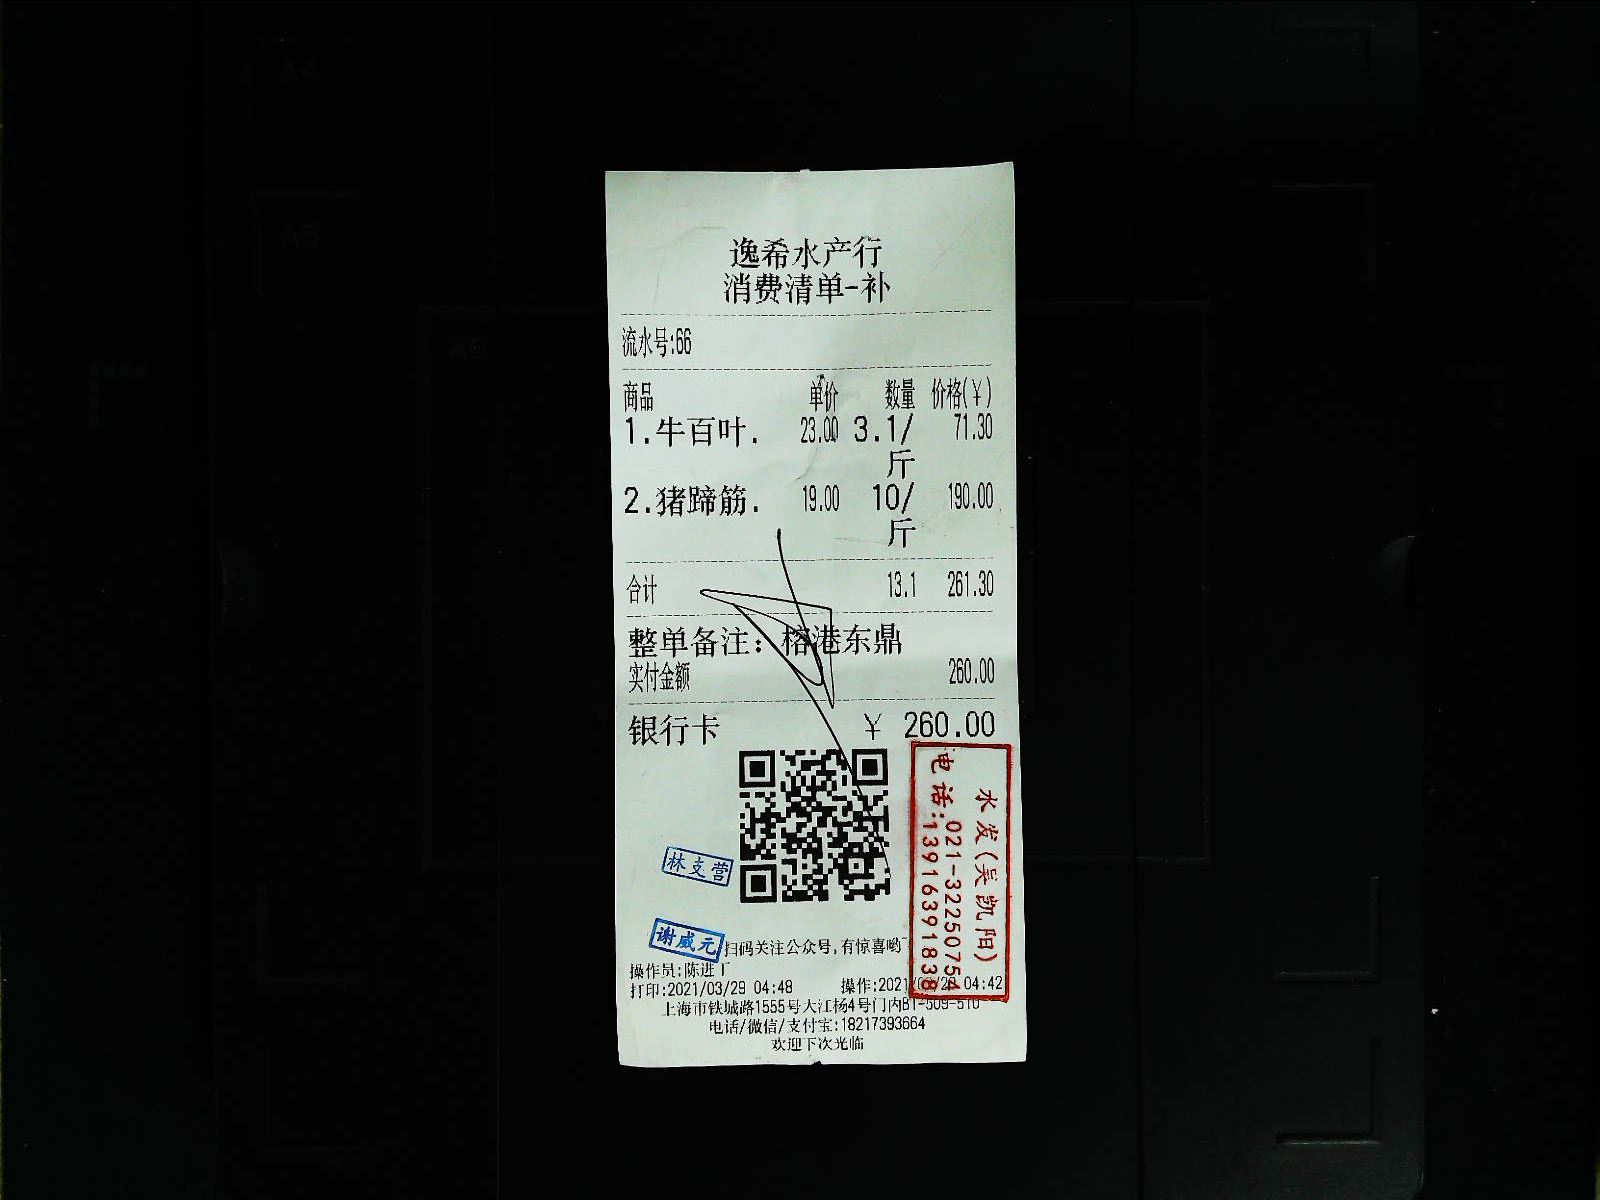 逸希水产行
消费清单-补
流水号:66
商品 单价 数量 价格(¥)
1.牛百叶. 23.00 3.1/斤 71.30
2.猪蹄筋. 19.00 10/斤 190.00
合计 13.1 261.30
整单备注：榕港东鼎
实付金额 260.00
银行卡 ¥ 260.00
水发(吴凯阳)
电话:021-32250754
13916391838
林支营
谢威元
扫码关注公众号,有惊喜哟~
操作员:陈进丁
打印:2021/03/29 04:48 操作:2021/03/29 04:42
上海市铁城路1555号大江杨4号门内B1-509-510
电话/微信/支付宝:18217393664
欢迎下次光临